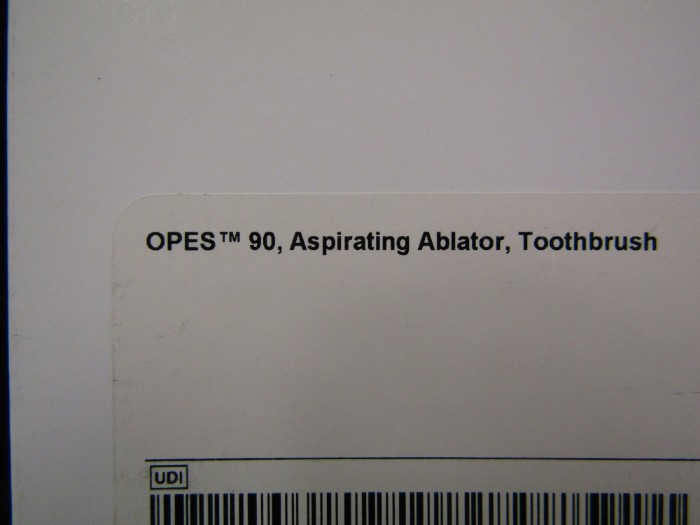 OPES™ 90, Aspirating Ablator, Toothbrush
UDI